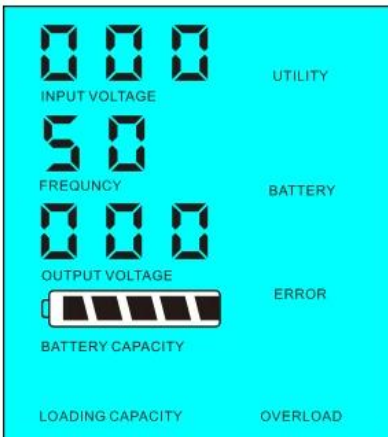 000
UTILITY
INPUT VOLTAGE
50
FREQUNCY
BATTERY
000
OUTPUT VOLTAGE
ERROR
BATTERY CAPACITY
LOADING CAPACITY
OVERLOAD